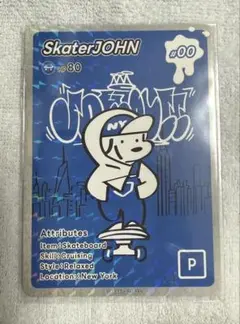 SkaterJOHN
#00
80
NY
Attributes
Item : Skateboard
Skill : Cruising
Style : Relaxed
Location : New York
P